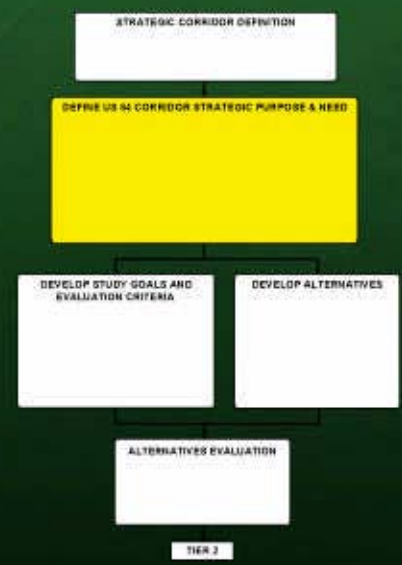 STRATEGIC CORRIDOR DEFINITION
DEFINE US 64 CORRIDOR STRATEGIC PURPOSE & NEED
DEVELOP STUDY GOALS AND
EVALUATION CRITERIA
DEVELOP ALTERNATIVES
ALTERNATIVES EVALUATION
TIER 2